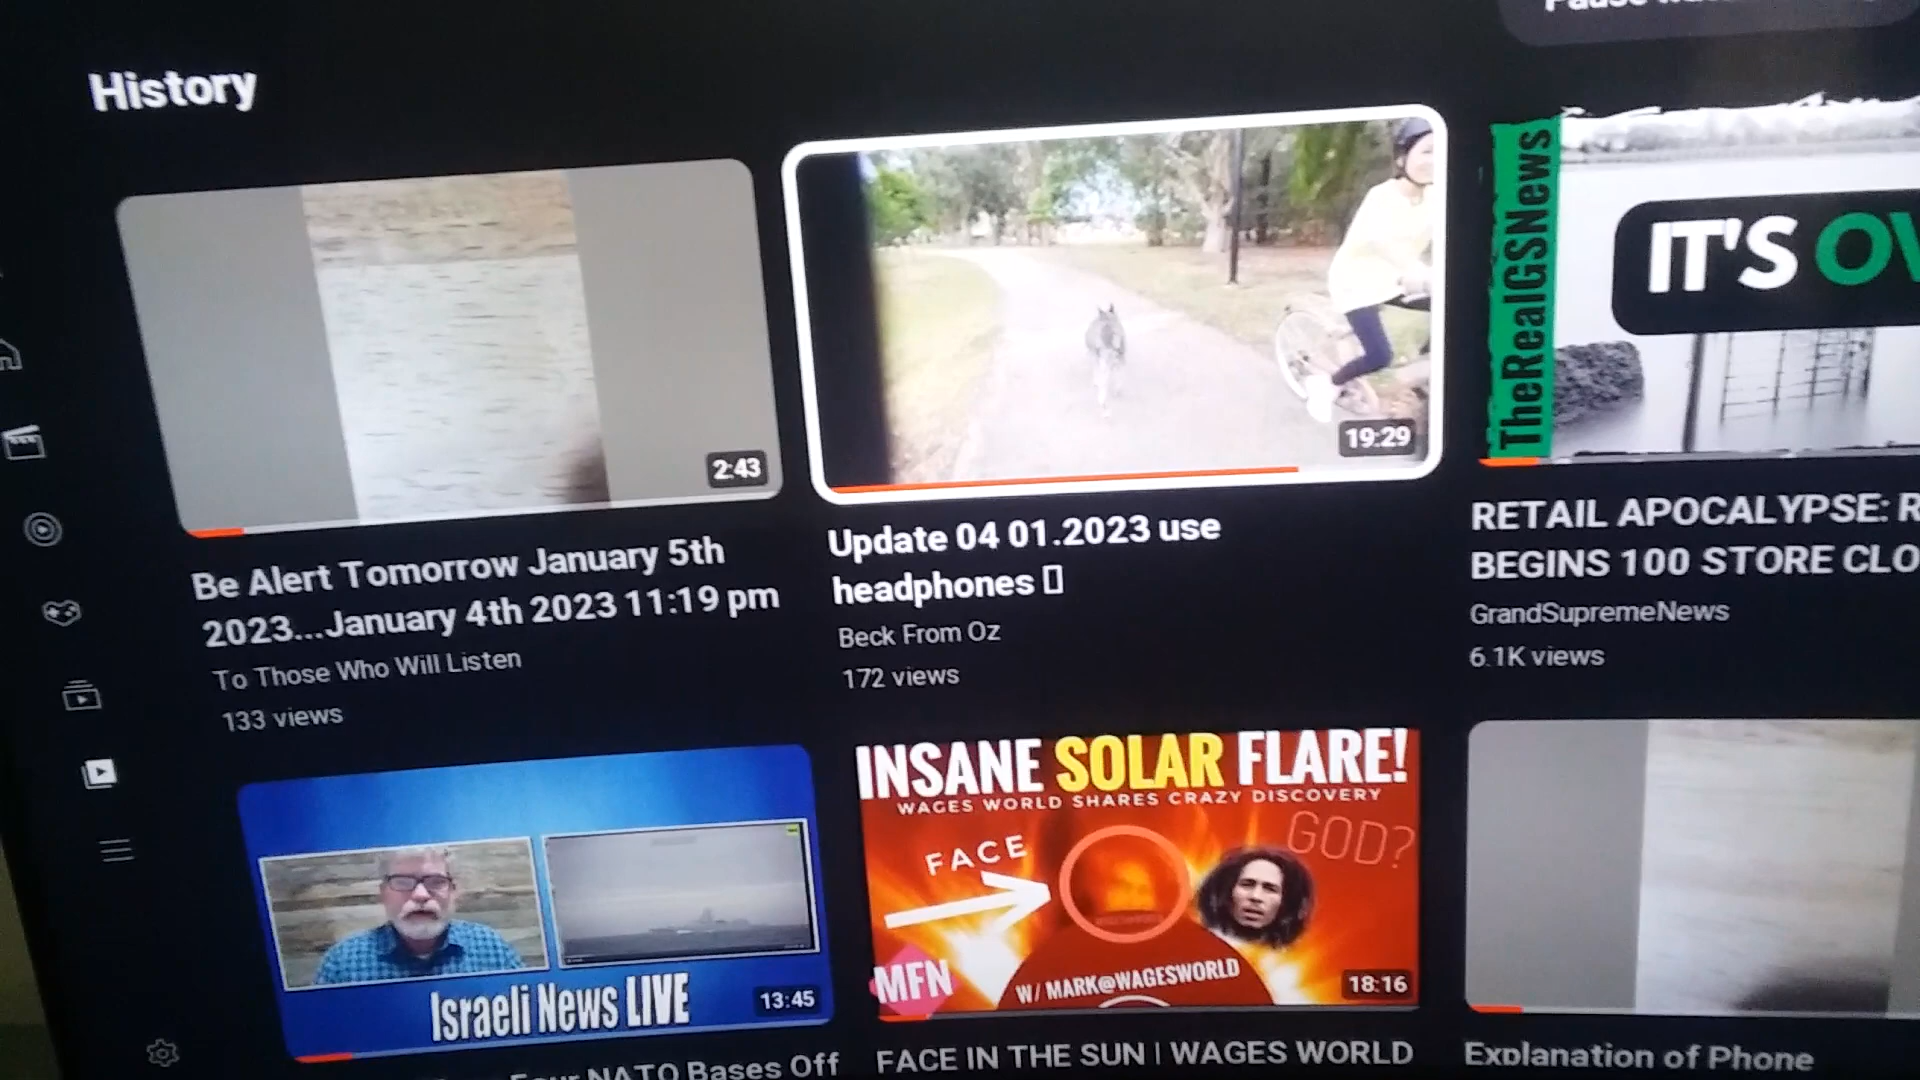 History
2:43
Be Alert Tomorrow January 5th
2023...January 4th 2023 11:19 pm
To Those Who Will Listen
133 views
19:29
Update 04 01.2023 use
headphones
Beck From Oz
172 views
TheRealGSNews
IT'S
RETAIL APOCALYPSE:
BEGINS 100 STORE
GrandSupremeNews
6.1K views
Israeli News LIVE
13:45
NATO Bases Off
INSANE SOLAR FLARE!
WAGES WORLD SHARES CRAZY DISCOVERY
FACE
GOD?
MFN
W/ MARK@WAGESWORLD
18:16
FACE IN THE SUN | WAGES WORLD
Explanation of Phone